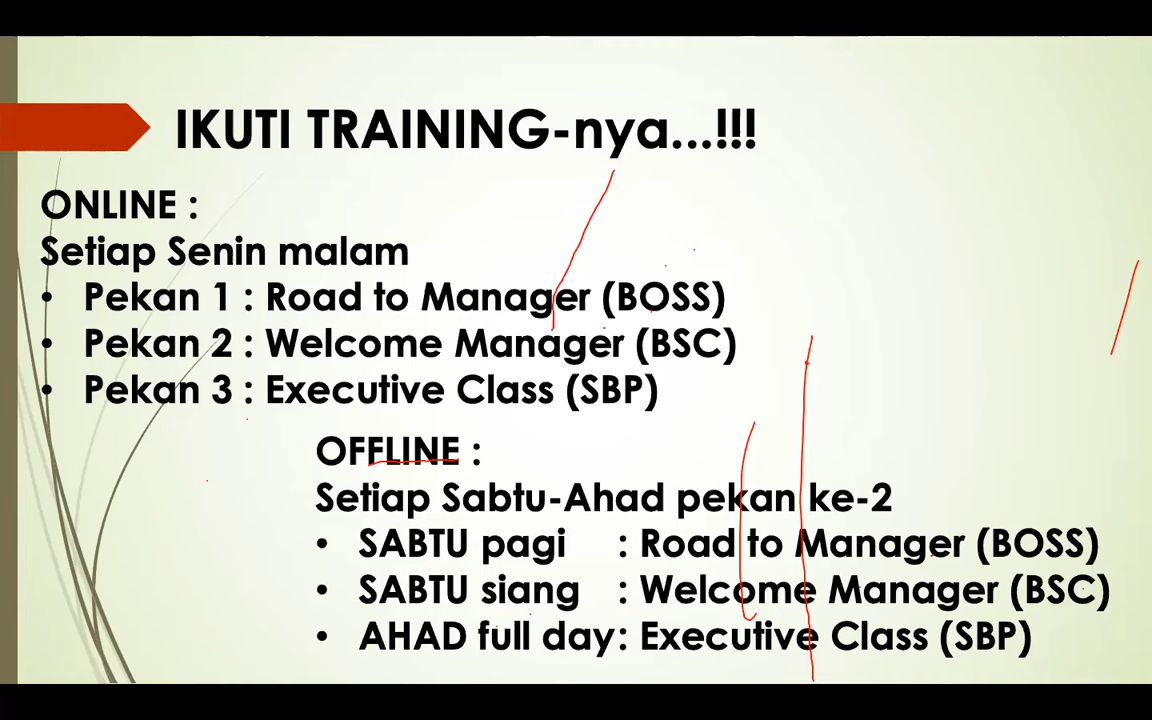 IKUTI TRAINING-nya...!!!
ONLINE :
Setiap Senin malam
• Pekan 1 : Road to Manager (BOSS)
• Pekan 2 : Welcome Manager (BSC)
• Pekan 3 : Executive Class (SBP)
OFFLINE :
Setiap Sabtu-Ahad pekan ke-2
• SABTU pagi : Road to Manager (BOSS)
• SABTU siang : Welcome Manager (BSC)
• AHAD full day: Executive Class (SBP)